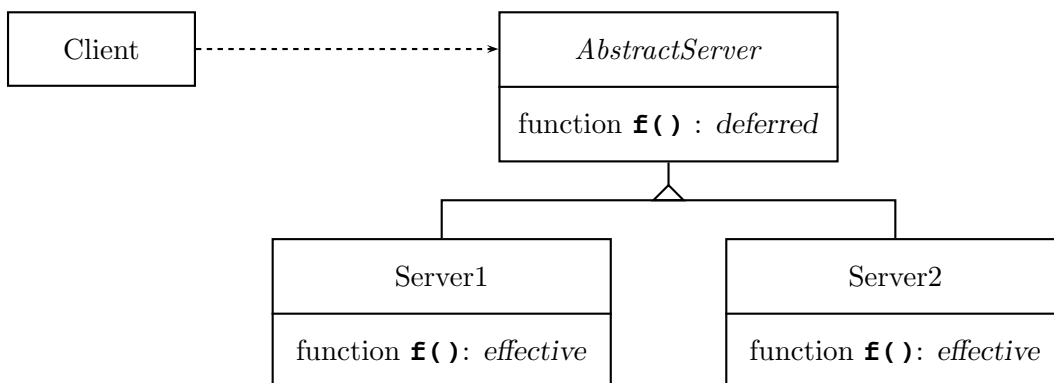 Client
AbstractServer
function f() : deferred
Server1
Server2
function f(): effective
function f(): effective